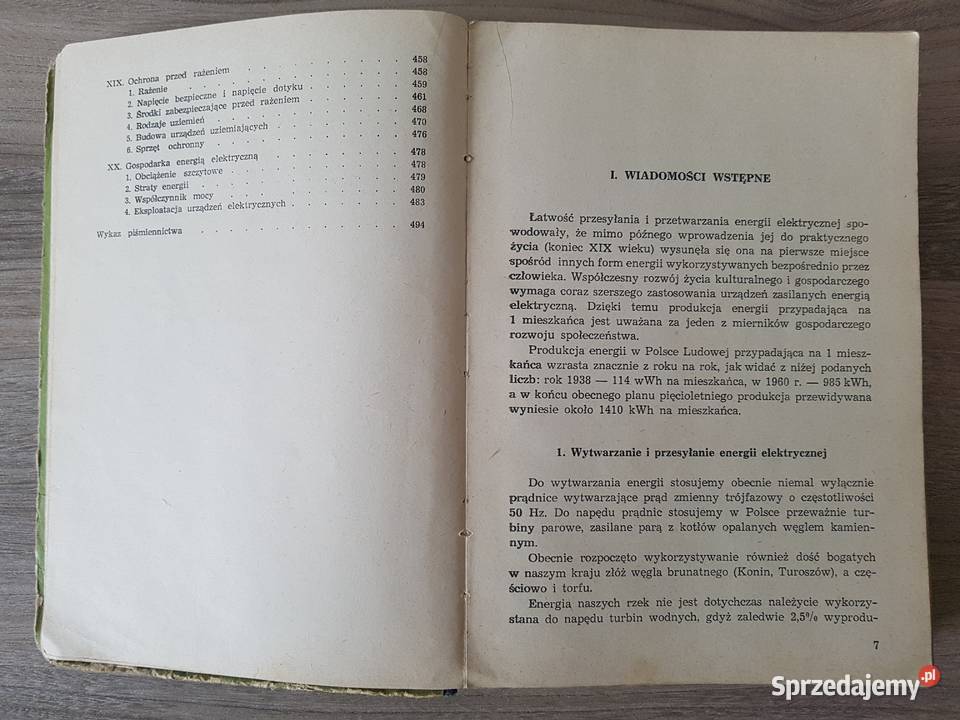 XIX. Ochrona przed rażeniem . . . . . . . . . . 458
1. Rażenie . . . . . . . . . . . . 458
2. Napięcie bezpieczne i napięcie dotyku . . . . . . . 459
3. Środki zabezpieczające przed rażeniem . . . . . . . 461
4. Rodzaje uziemień . . . . . . . . . . . 468
5. Budowa urządzeń uziemiających . . . . . . . . 470
6. Sprzęt ochronny . . . . . . . . . . . 476
XX. Gospodarka energią elektryczną . . . . . . . . . 478
1. Obciążenie szczytowe . . . . . . . . . . 478
2. Straty energii . . . . . . . . . . . 479
3. Współczynnik mocy . . . . . . . . . . 480
4. Eksploatacja urządzeń elektrycznych . . . . . . . 483
Wykaz piśmiennictwa . . . . . . . . . . . . 494
I. WIADOMOŚCI WSTĘPNE
Łatwość przesyłania i przetwarzania energii elektrycznej spo-
wodowały, że mimo późnego wprowadzenia jej do praktycznego
życia (koniec XIX wieku) wysunęła się ona na pierwsze miejsce
spośród innych form energii wykorzystywanych bezpośrednio przez
człowieka. Współczesny rozwój życia kulturalnego i gospodarczego
wymaga coraz szerszego zastosowania urządzeń zasilanych energią
elektryczną. Dzięki temu produkcja energii przypadająca na
1 mieszkańca jest uważana za jeden z mierników gospodarczego
rozwoju społeczeństwa.
Produkcja energii w Polsce Ludowej przypadająca na 1 miesz-
kańca wzrasta znacznie z roku na rok, jak widać z niżej podanych
liczb: rok 1938 — 114 wWh na mieszkańca, w 1960 r. — 985 kWh,
a w końcu obecnego planu pięcioletniego produkcja przewidywana
wyniesie około 1410 kWh na mieszkańca.
1. Wytwarzanie i przesyłanie energii elektrycznej
Do wytwarzania energii stosujemy obecnie niemal wyłącznie
prądnice wytwarzające prąd zmienny trójfazowy o częstotliwości
50 Hz. Do napędu prądnic stosujemy w Polsce przeważnie tur-
biny parowe, zasilane parą z kotłów opalanych węglem kamien-
nym.
Obecnie rozpoczęto wykorzystywanie również dość bogatych
w naszym kraju złóż węgla brunatnego (Konin, Turoszów), a czę-
ściowo i torfu.
Energia naszych rzek nie jest dotychczas należycie wykorzy-
stana do napędu turbin wodnych, gdyż zaledwie 2,5% wyprodu-
7
Sprzedajemy.pl